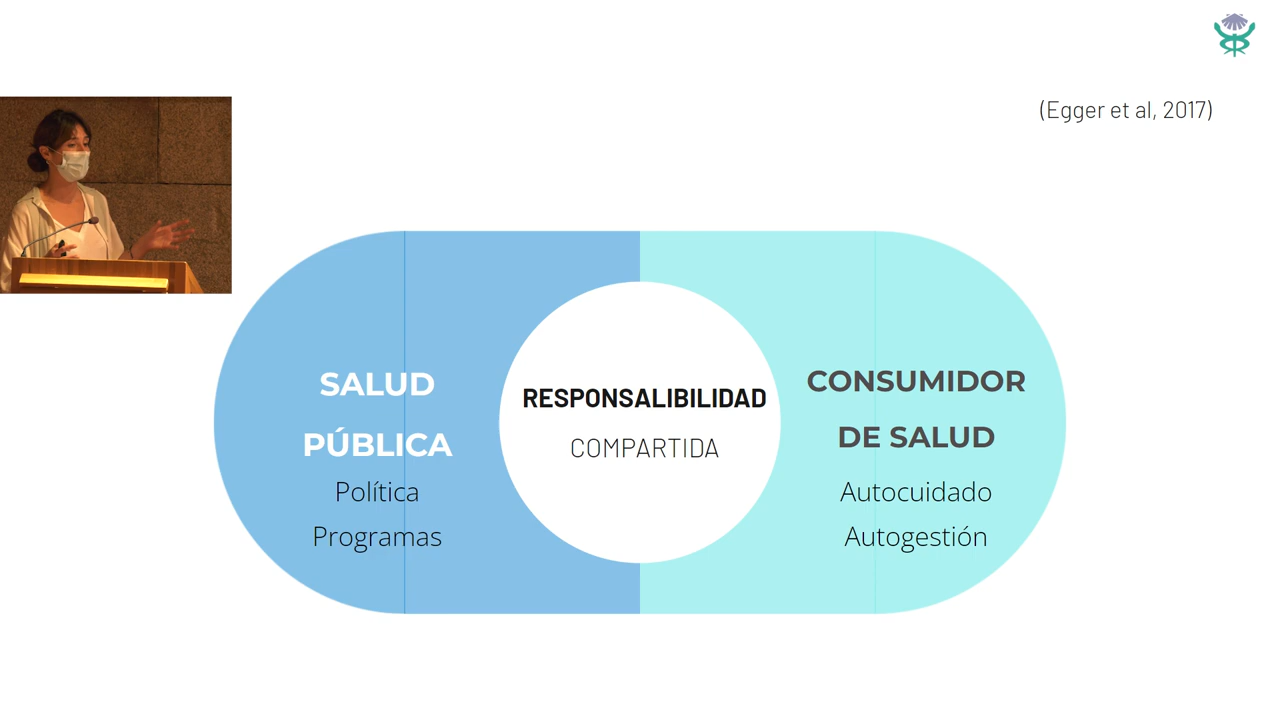 (Egger et al, 2017)
SALUD
PÚBLICA
Política
Programas
RESPONSALIBILIDAD
COMPARTIDA
CONSUMIDOR
DE SALUD
Autocuidado
Autogestión